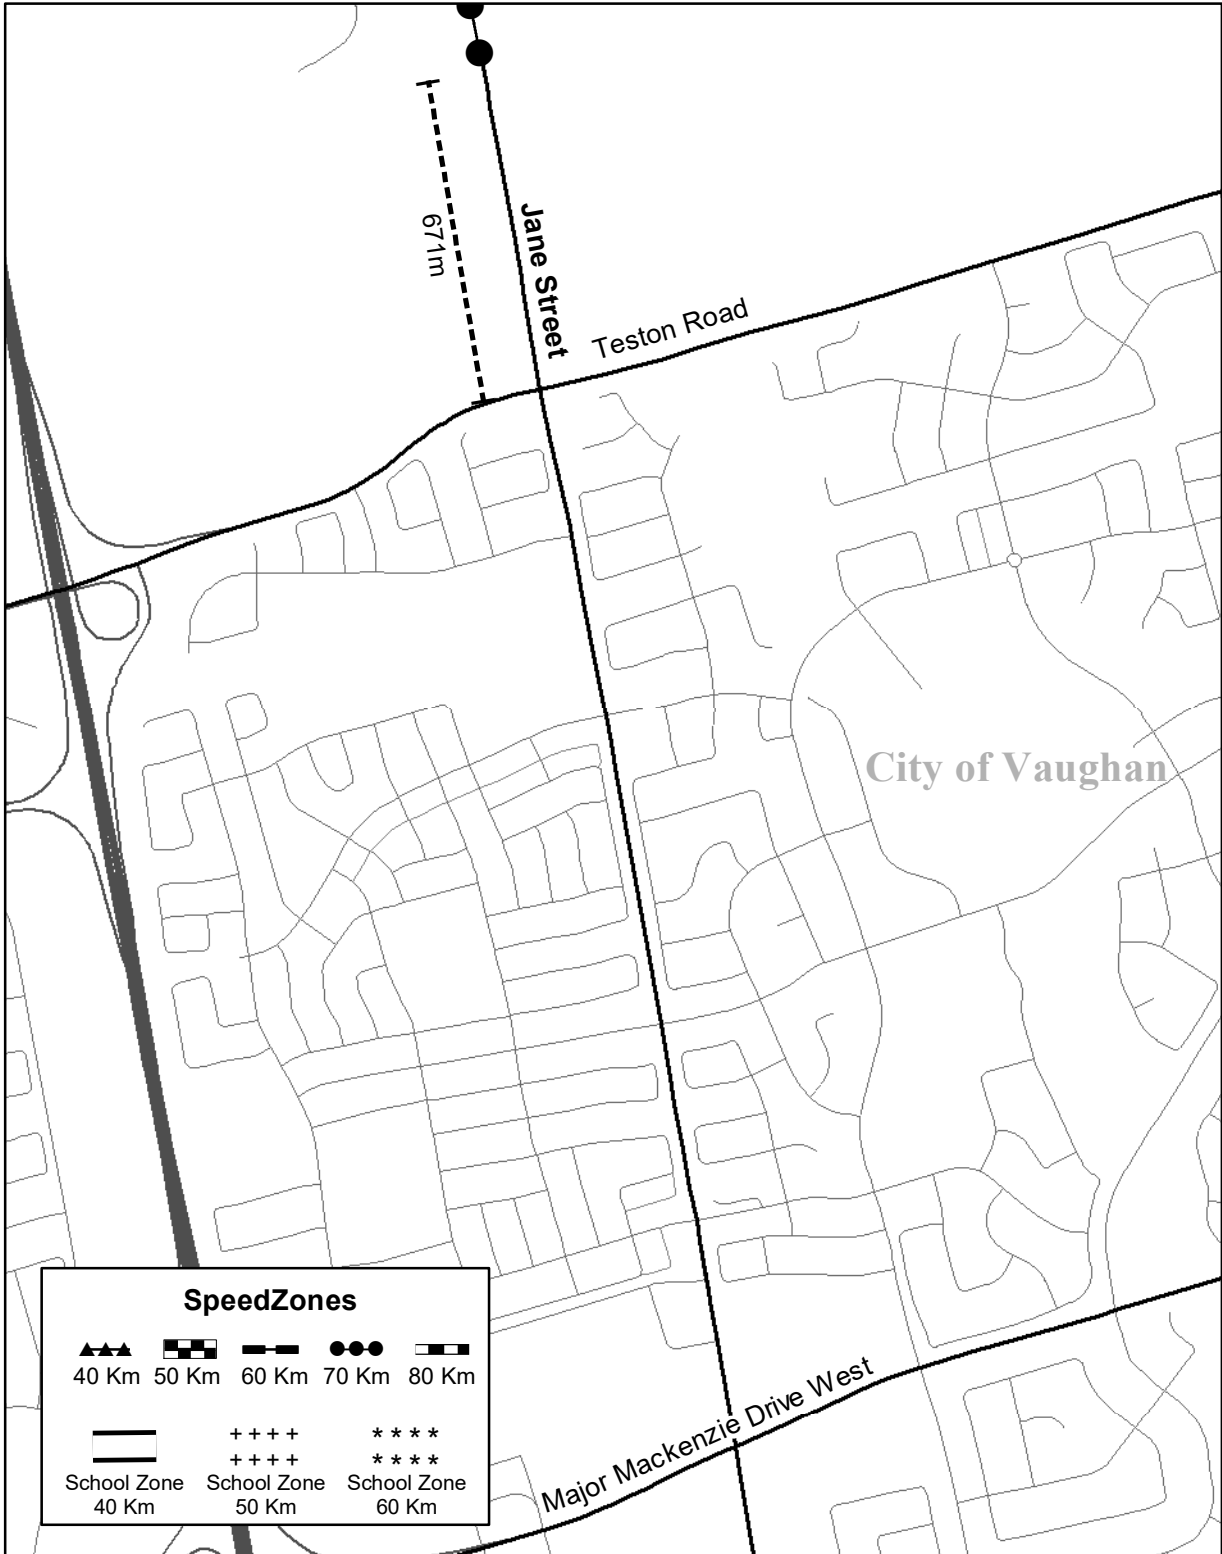 671m
Jane Street
Teston Road
City of Vaughan
Major Mackenzie Drive West
SpeedZones
40 Km 50 Km 60 Km 70 Km 80 Km
++++ ****
++++ ****
School Zone School Zone School Zone
40 Km 50 Km 60 Km